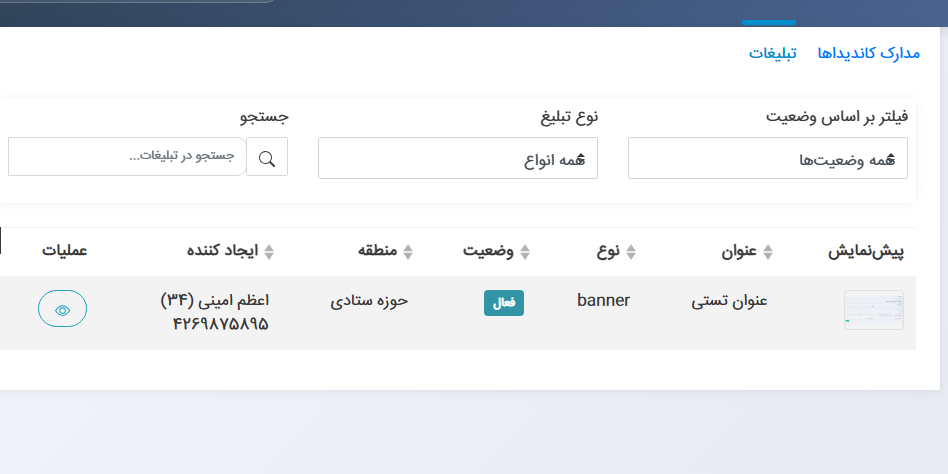 مدارک کاندیداها
تبلیغات
فیلتر بر اساس وضعیت
نوع تبلیغ
جستجو
همه وضعیت‌ها
همه انواع
جستجو در تبلیغات...
پیش‌نمایش
عنوان
نوع
وضعیت
منطقه
ایجاد کننده
عملیات
عنوان تستی
banner
فعال
حوزه ستادی
اعظم امینی (۳۴)
۴۲۶۹۸۷۵۸۹۵